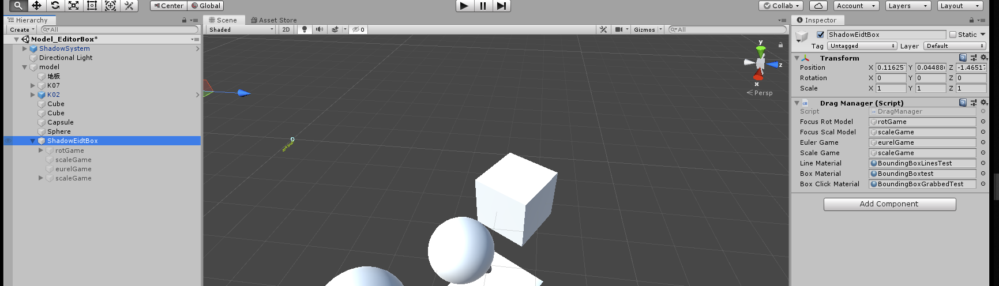 Center
Global
Collab
Account
Layers
Layout
Hierarchy
Create
All
Model_EditorBox*
ShadowSystem
Directional Light
model
地板
K07
K02
Cube
Cube
Capsule
Sphere
ShadowEidtBox
rotGame
scaleGame
eurelGame
scaleGame
Scene
Asset Store
Shaded
2D
0
Gizmos
All
y
z
x
Persp
Inspector
ShadowEidtBox
Static
Tag Untagged Layer Default
Transform
Position X 0.11625 Y 0.0448 Z -1.4651
Rotation X 0 Y 0 Z 0
Scale X 1 Y 1 Z 1
Drag Manager (Script)
Script DragManager
Focus Rot Model rotGame
Focus Scal Model scaleGame
Euler Game eurelGame
Scale Game scaleGame
Line Material BoundingBoxLinesTest
Box Material BoundingBoxtest
Box Click Material BoundingBoxGrabbedTest
Add Component